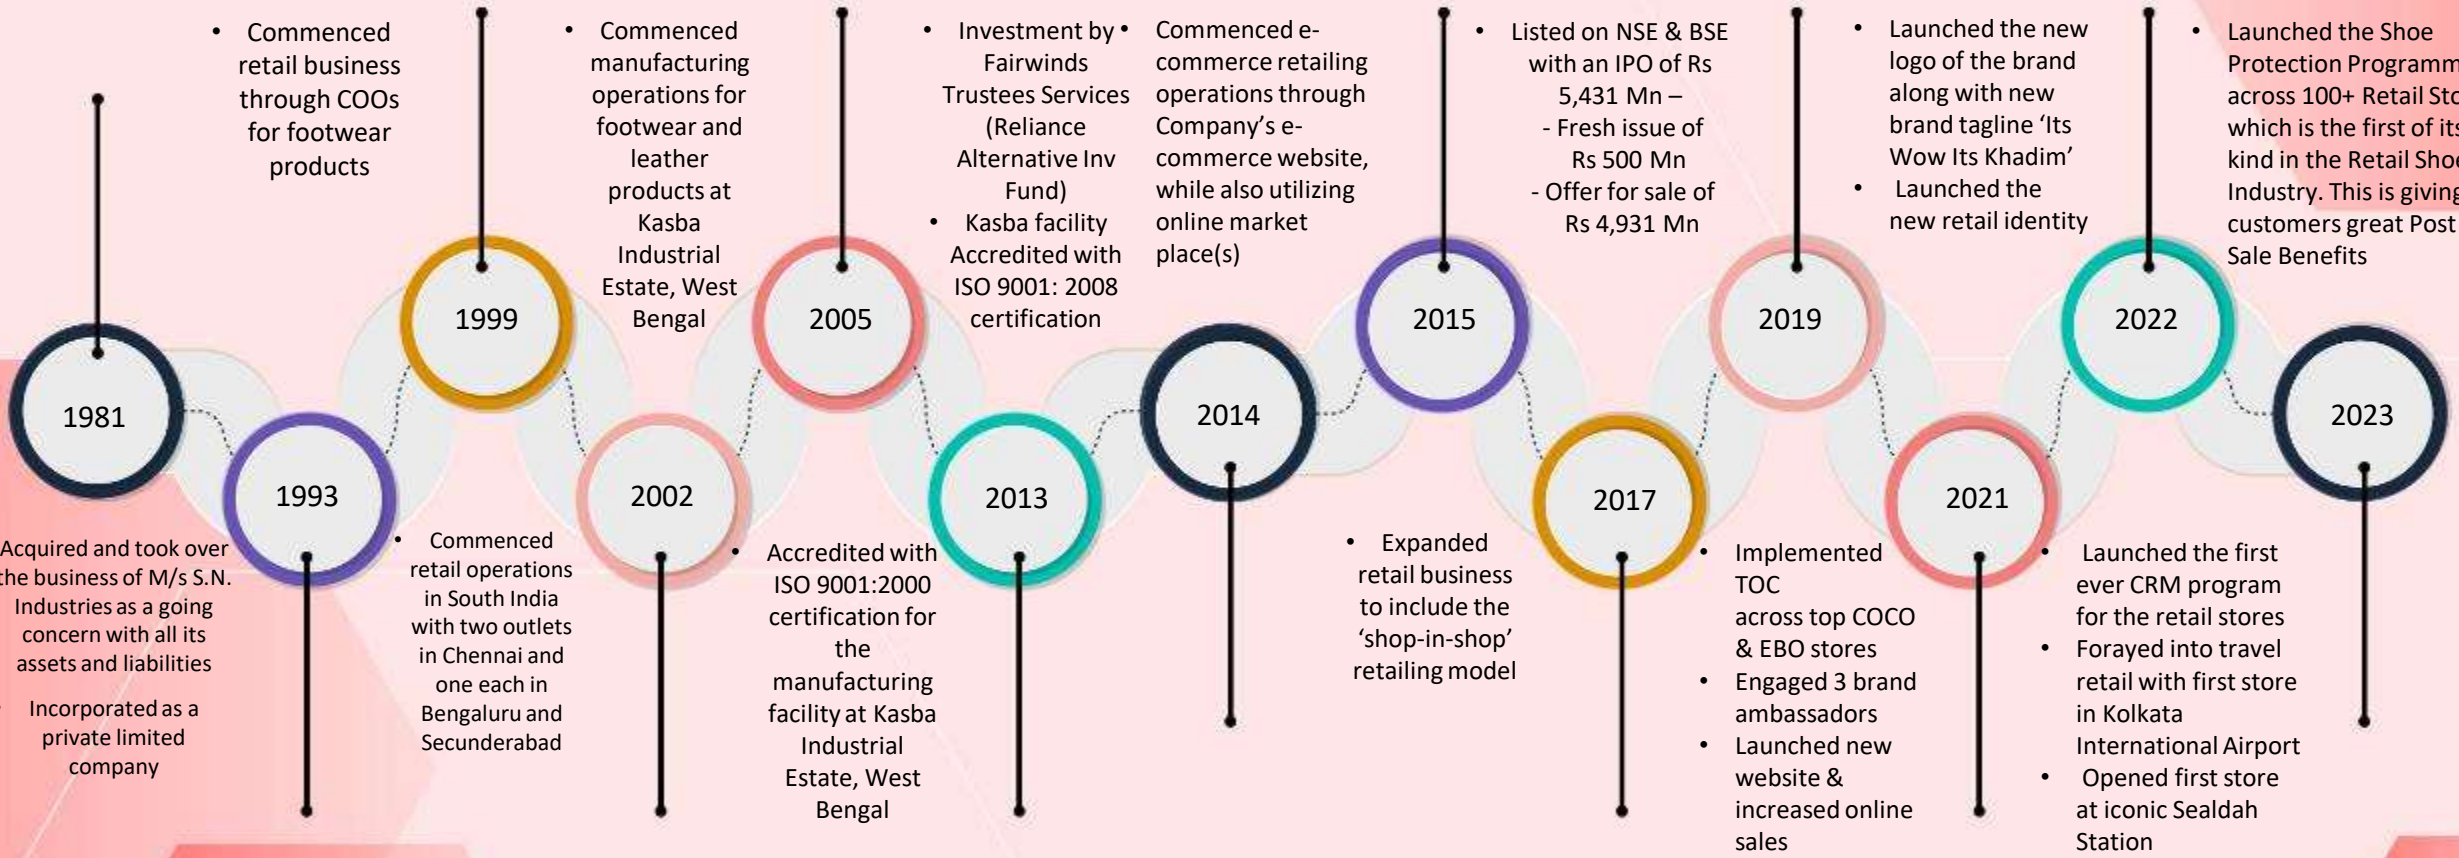 1981
Acquired and took over
the business of M/s S.N.
Industries as a going
concern with all its
assets and liabilities
Incorporated as a
private limited
company
• Commenced
retail business
through COOs
for footwear
products
1993
1999
• Commenced
retail operations
in South India
with two outlets
in Chennai and
one each in
Bengaluru and
Secunderabad
• Commenced
manufacturing
operations for
footwear and
leather
products at
Kasba
Industrial
Estate, West
Bengal
2002
2005
• Accredited with
ISO 9001:2000
certification for
the
manufacturing
facility at Kasba
Industrial
Estate, West
Bengal
• Investment by
Fairwinds
Trustees Services
(Reliance
Alternative Inv
Fund)
• Kasba facility
Accredited with
ISO 9001: 2008
certification
2013
• Commenced e-
commerce retailing
operations through
Company’s e-
commerce website,
while also utilizing
online market
place(s)
2014
2015
• Expanded
retail business
to include the
‘shop-in-shop’
retailing model
• Listed on NSE & BSE
with an IPO of Rs
5,431 Mn –
- Fresh issue of
Rs 500 Mn
- Offer for sale of
Rs 4,931 Mn
2017
2019
• Implemented
TOC
across top COCO
& EBO stores
• Engaged 3 brand
ambassadors
• Launched new
website &
increased online
sales
• Launched the new
logo of the brand
along with new
brand tagline ‘Its
Wow Its Khadim’
• Launched the
new retail identity
2021
2022
• Launched the first
ever CRM program
for the retail stores
• Forayed into travel
retail with first store
in Kolkata
International Airport
• Opened first store
at iconic Sealdah
Station
• Launched the Shoe
Protection Programm
across 100+ Retail Sto
which is the first of its
kind in the Retail Shoe
Industry. This is giving
customers great Post
Sale Benefits
2023